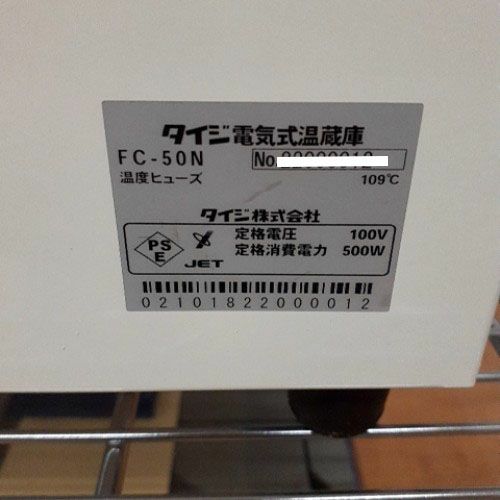 タイジ電気式温蔵庫
FC-50N No.
温度ヒューズ 109℃
タイジ株式会社
PSE JET 定格電圧 100V
定格消費電力 500W
02101822000012